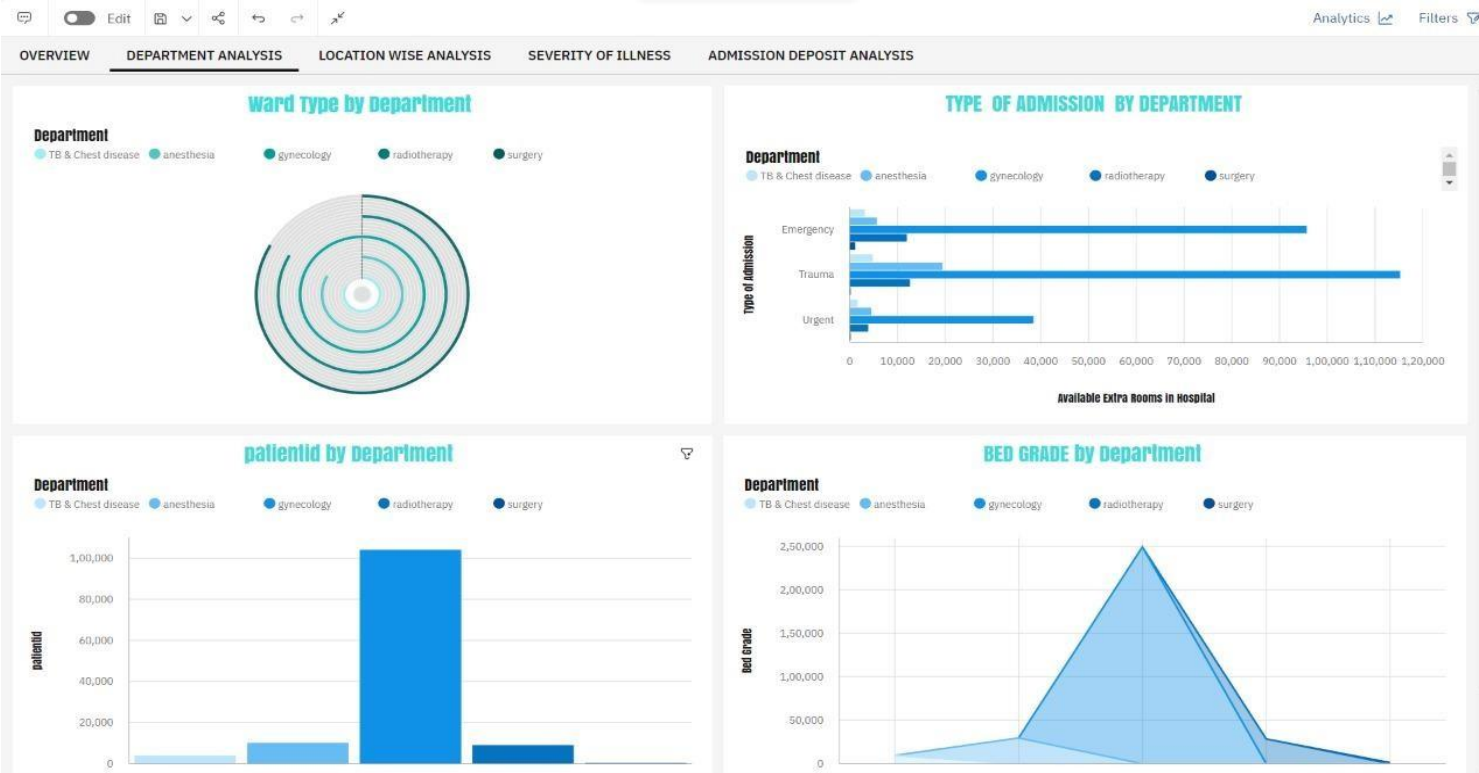 Edit
Analytics
Filters
OVERVIEW DEPARTMENT ANALYSIS LOCATION WISE ANALYSIS SEVERITY OF ILLNESS ADMISSION DEPOSIT ANALYSIS
Ward Type by Department
Department
TB & Chest disease anesthesia gynecology radiotherapy surgery
TYPE OF ADMISSION BY DEPARTMENT
Department
TB & Chest disease anesthesia gynecology radiotherapy surgery
Type of Admission
Emergency
Trauma
Urgent
0 10,000 20,000 30,000 40,000 50,000 60,000 70,000 80,000 90,000 1,00,000 1,10,000 1,20,000
Available Extra Rooms in Hospital
patientid by Department
Department
TB & Chest disease anesthesia gynecology radiotherapy surgery
patientid
1,00,000
80,000
60,000
40,000
20,000
0
BED GRADE by Department
Department
TB & Chest disease anesthesia gynecology radiotherapy surgery
Bed Grade
2,50,000
2,00,000
1,50,000
1,00,000
50,000
0